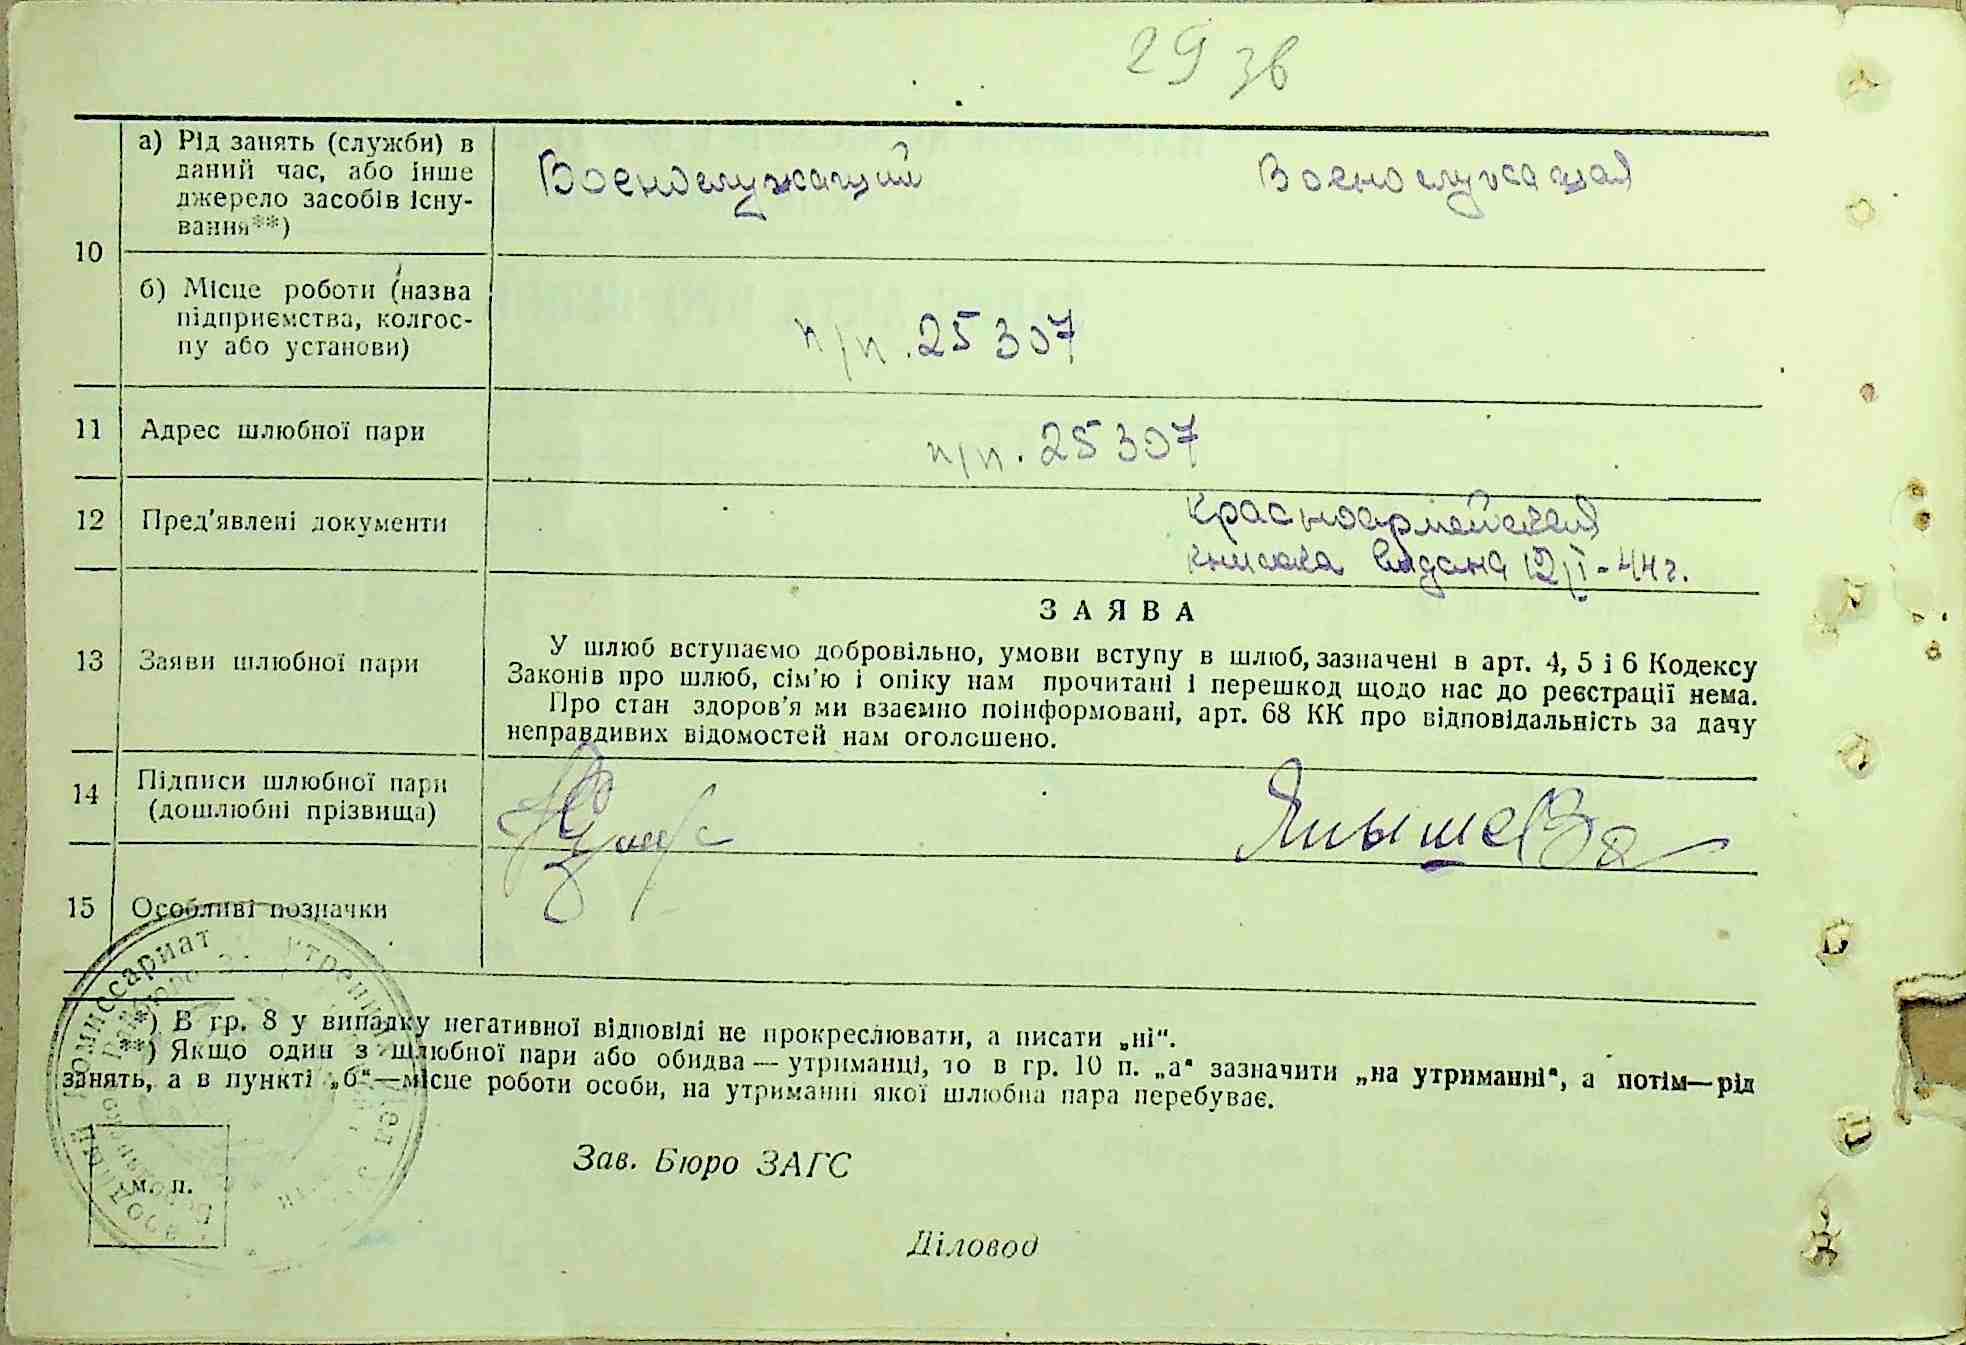 29 зв
10
а) Рід занять (служби) в
даний час, або інше
джерело засобів існу-
вання**)
Военослужащий
Военослужащая
б) Місце роботи (назва
підприємства, колгос-
пу або установи)
п/п. 25307
11
Адрес шлюбної пари
п/п. 25307
12
Пред'явлені документи
Красноармейская
книжка видана 12/I-44г.
13
Заяви шлюбної пари
ЗАЯВА
У шлюб вступаємо добровільно, умови вступу в шлюб, зазначені в арт. 4, 5 і 6 Кодексу
Законів про шлюб, сім'ю і опіку нам прочитані і перешкод щодо нас до реєстрації нема.
Про стан здоров'я ми взаємно поінформовані, арт. 68 КК про відповідальність за дачу
неправдивих відомостей нам оголошено.
14
Підписи шлюбної пари
(дошлюбні прізвища)
Янышева
15
Особливі позначки
*) В гр. 8 у випадку негативної відповіді не прокреслювати, а писати „ні".
**) Якщо один з шлюбної пари або обидва — утриманці, то в гр. 10 п. „а" зазначити „на утриманні", а потім—рід
занять, а в пункті „б"—місце роботи особи, на утриманні якої шлюбна пара перебуває.
Зав. Бюро ЗАГС
м. п.
Діловод